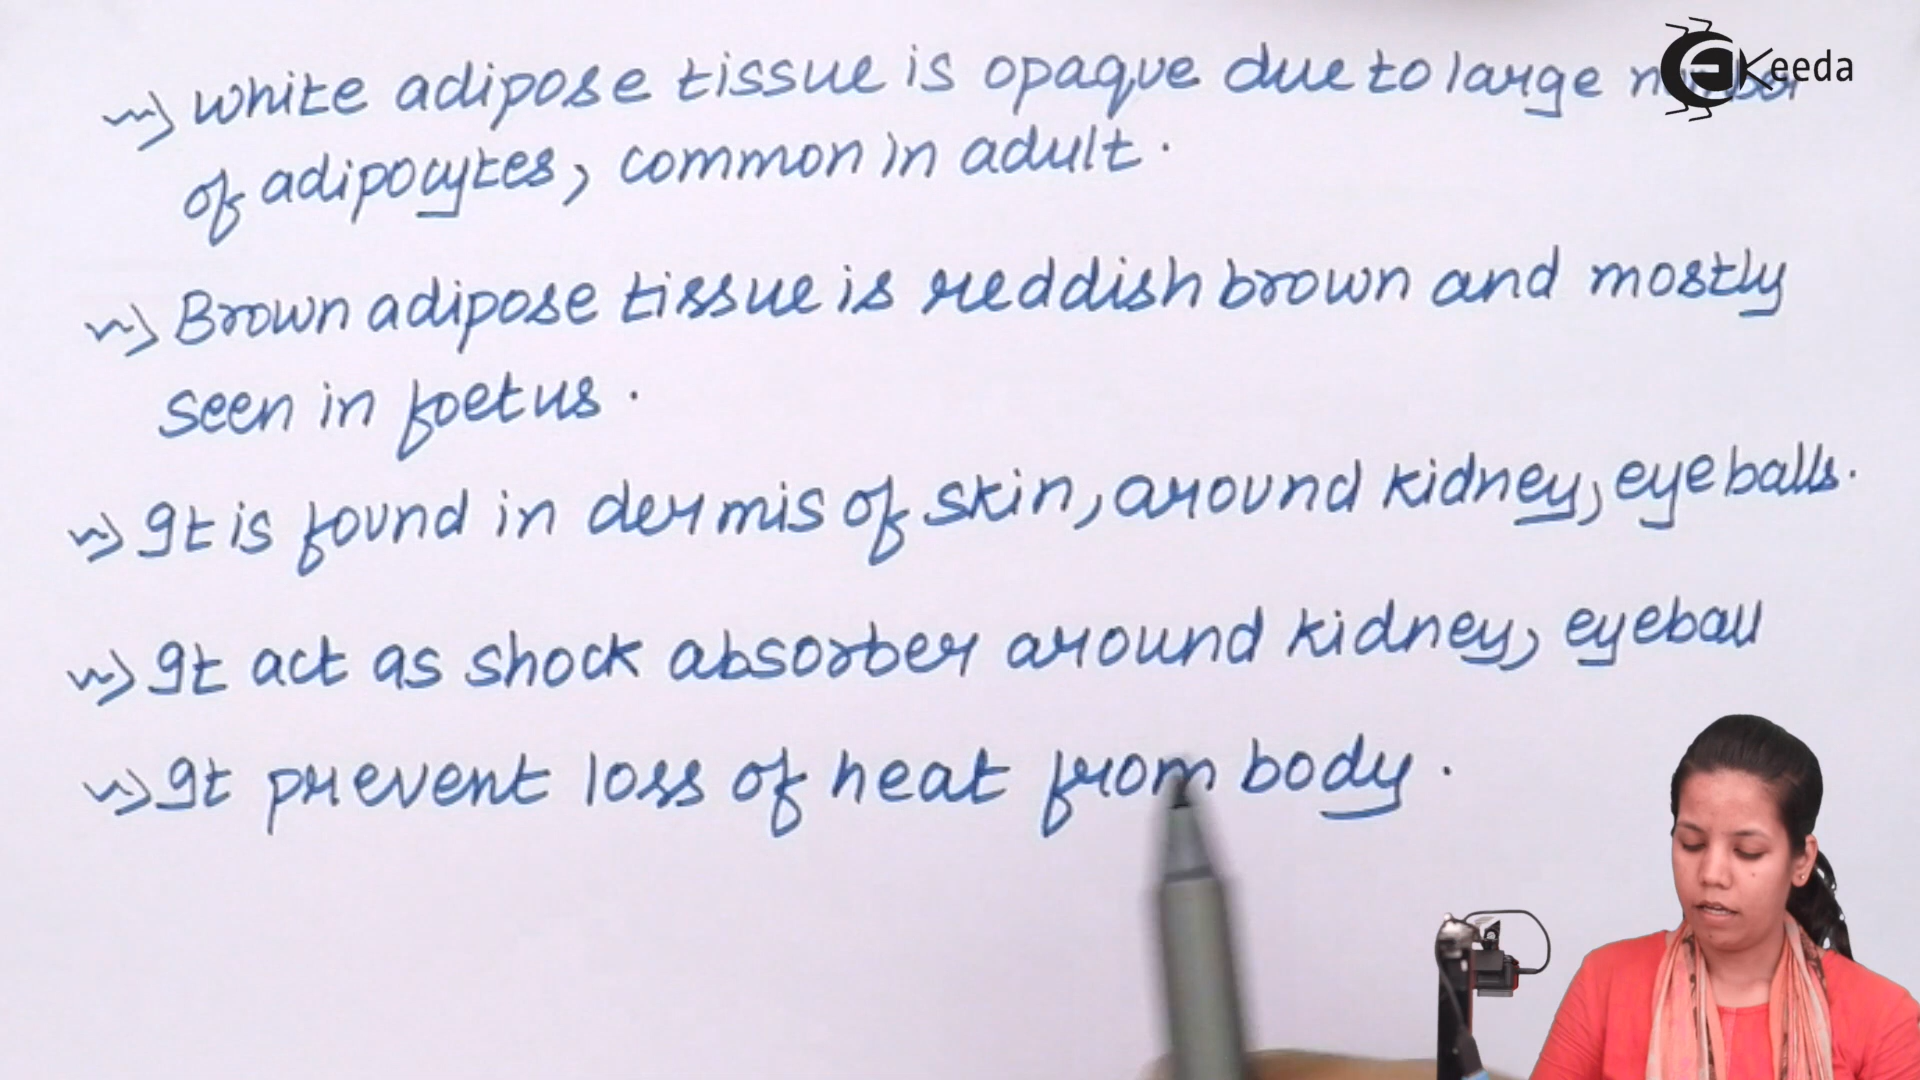 White adipose tissue is opaque due to large number
Keeda
of adipocytes, common in adult.
Brown adipose tissue is reddish brown and mostly
seen in foetus.
It is found in dermis of skin, around kidney, eyeballs.
It act as shock absorber around kidney, eyeball
It prevent loss of heat from body.